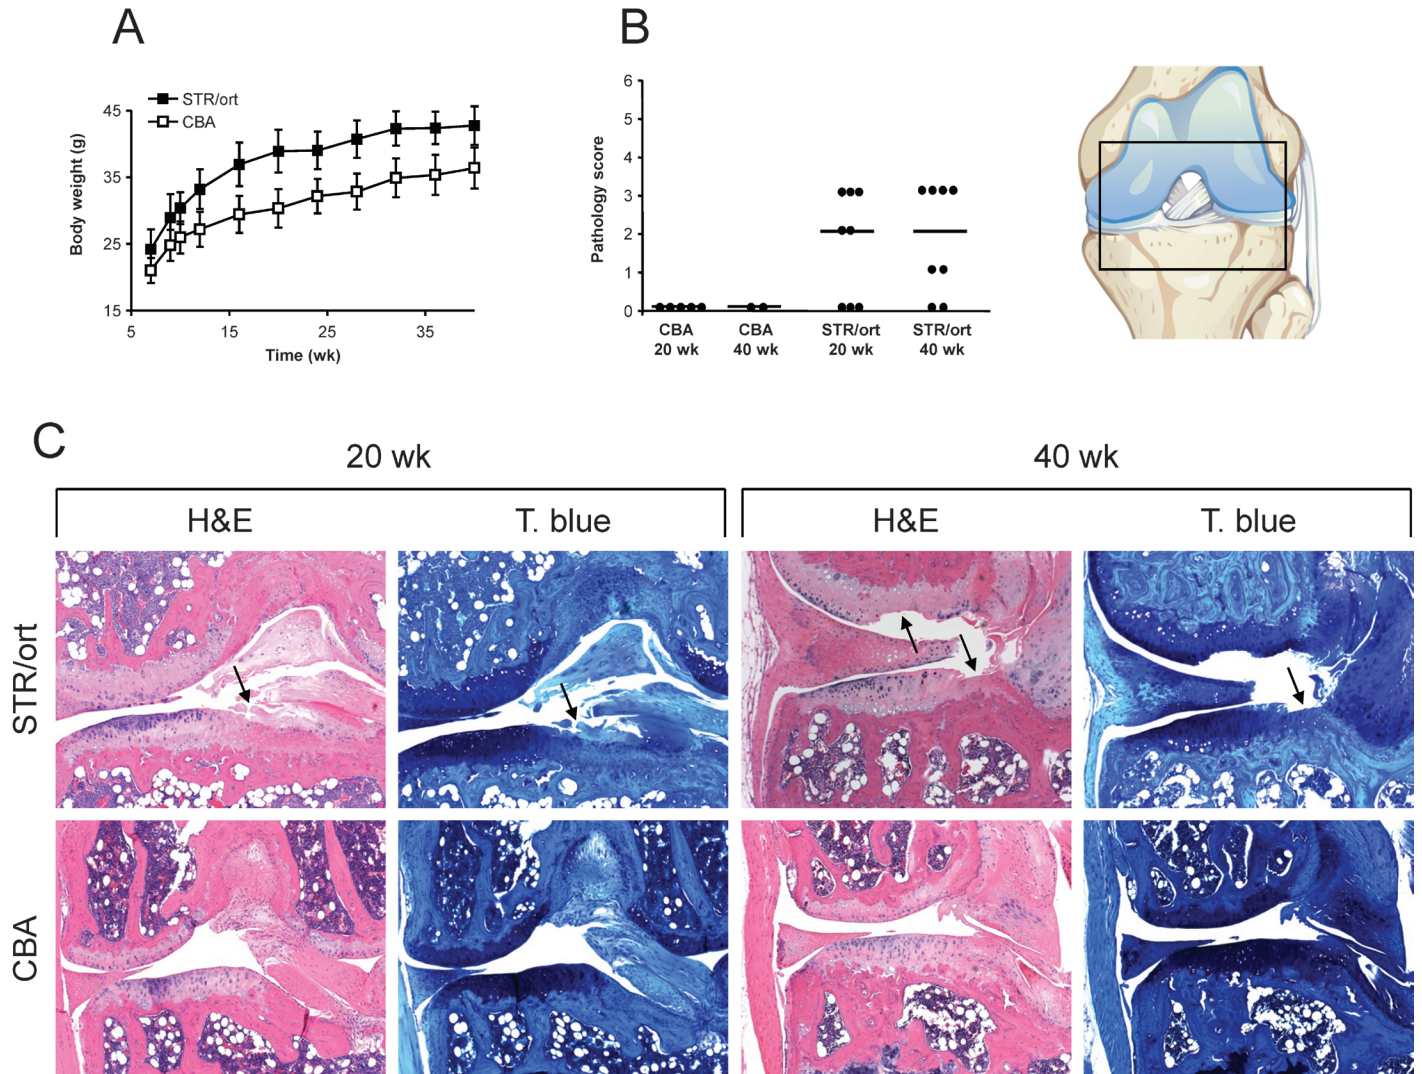 A
B
STR/ort
CBA
Body weight (g)
45
35
25
15
5
15
25
35
Time (wk)
Pathology score
6
5
4
3
2
1
0
CBA
20 wk
CBA
40 wk
STR/ort
20 wk
STR/ort
40 wk
C
20 wk
40 wk
H&E
T. blue
H&E
T. blue
STR/ort
CBA